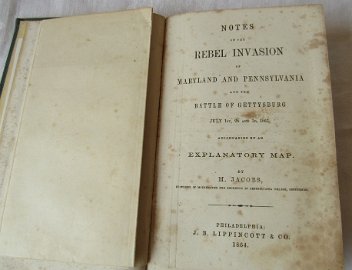 NOTES
ON THE
REBEL INVASION
OF
MARYLAND AND PENNSYLVANIA
AND THE
BATTLE OF GETTYSBURG
JULY 1st, 2d AND 3d, 1863,
ACCOMPANIED BY AN
EXPLANATORY MAP.
BY
M. JACOBS,
PHILADELPHIA:
J. B. LIPPINCOTT & CO.
1864.